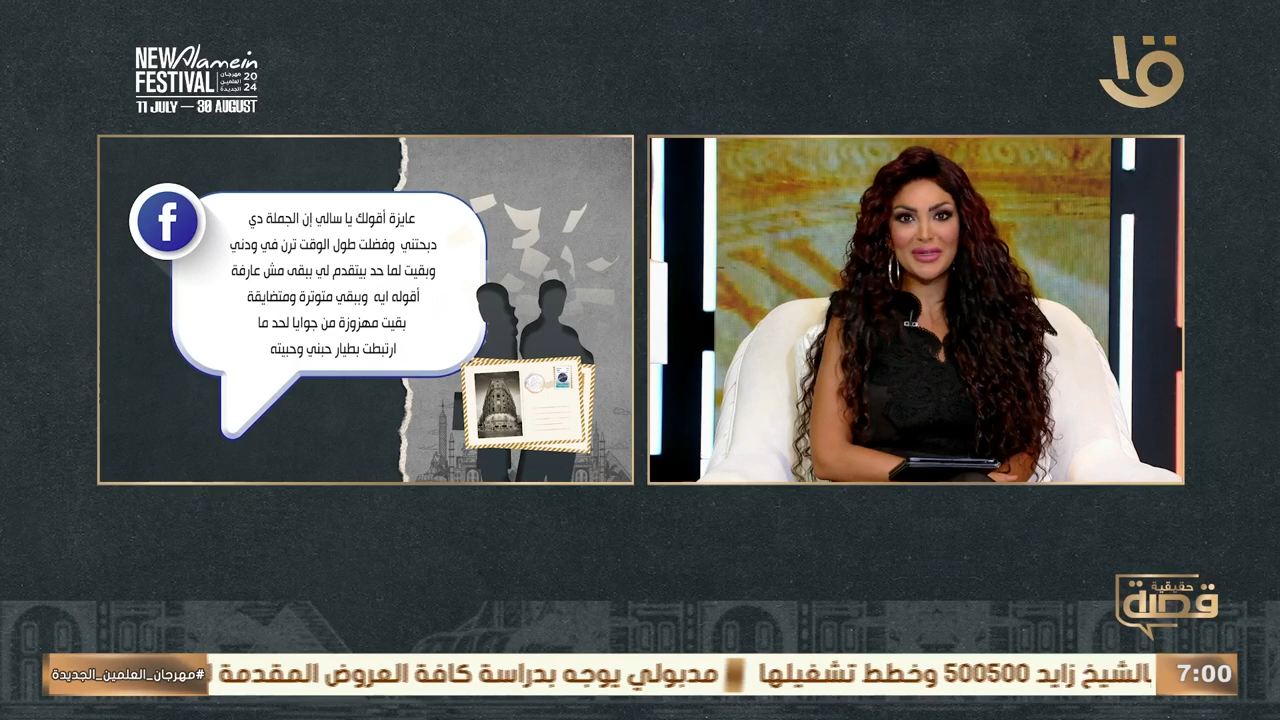 NEW Alamein
FESTIVAL
مهرجان
العلمين
الجديدة
20
24
11 JULY — 30 AUGUST
f
عايزة أقولك يا سالي إن الجملة دي
دبحتني وفضلت طول الوقت ترن في ودني
وبقيت لما حد بيتقدم لي ببقى مش عارفة
أقوله ايه وببقي متوترة ومتضايقة
بقيت مهزوزة من جوايا لحد ما
ارتبطت بطيار حبني وحبيته
قصة
حقيقية
7:00
الشيخ زايد 500500 وخطط تشغيلها
مدبولي يوجه بدراسة كافة العروض المقدمة
#مهرجان_العلمين_الجديدة